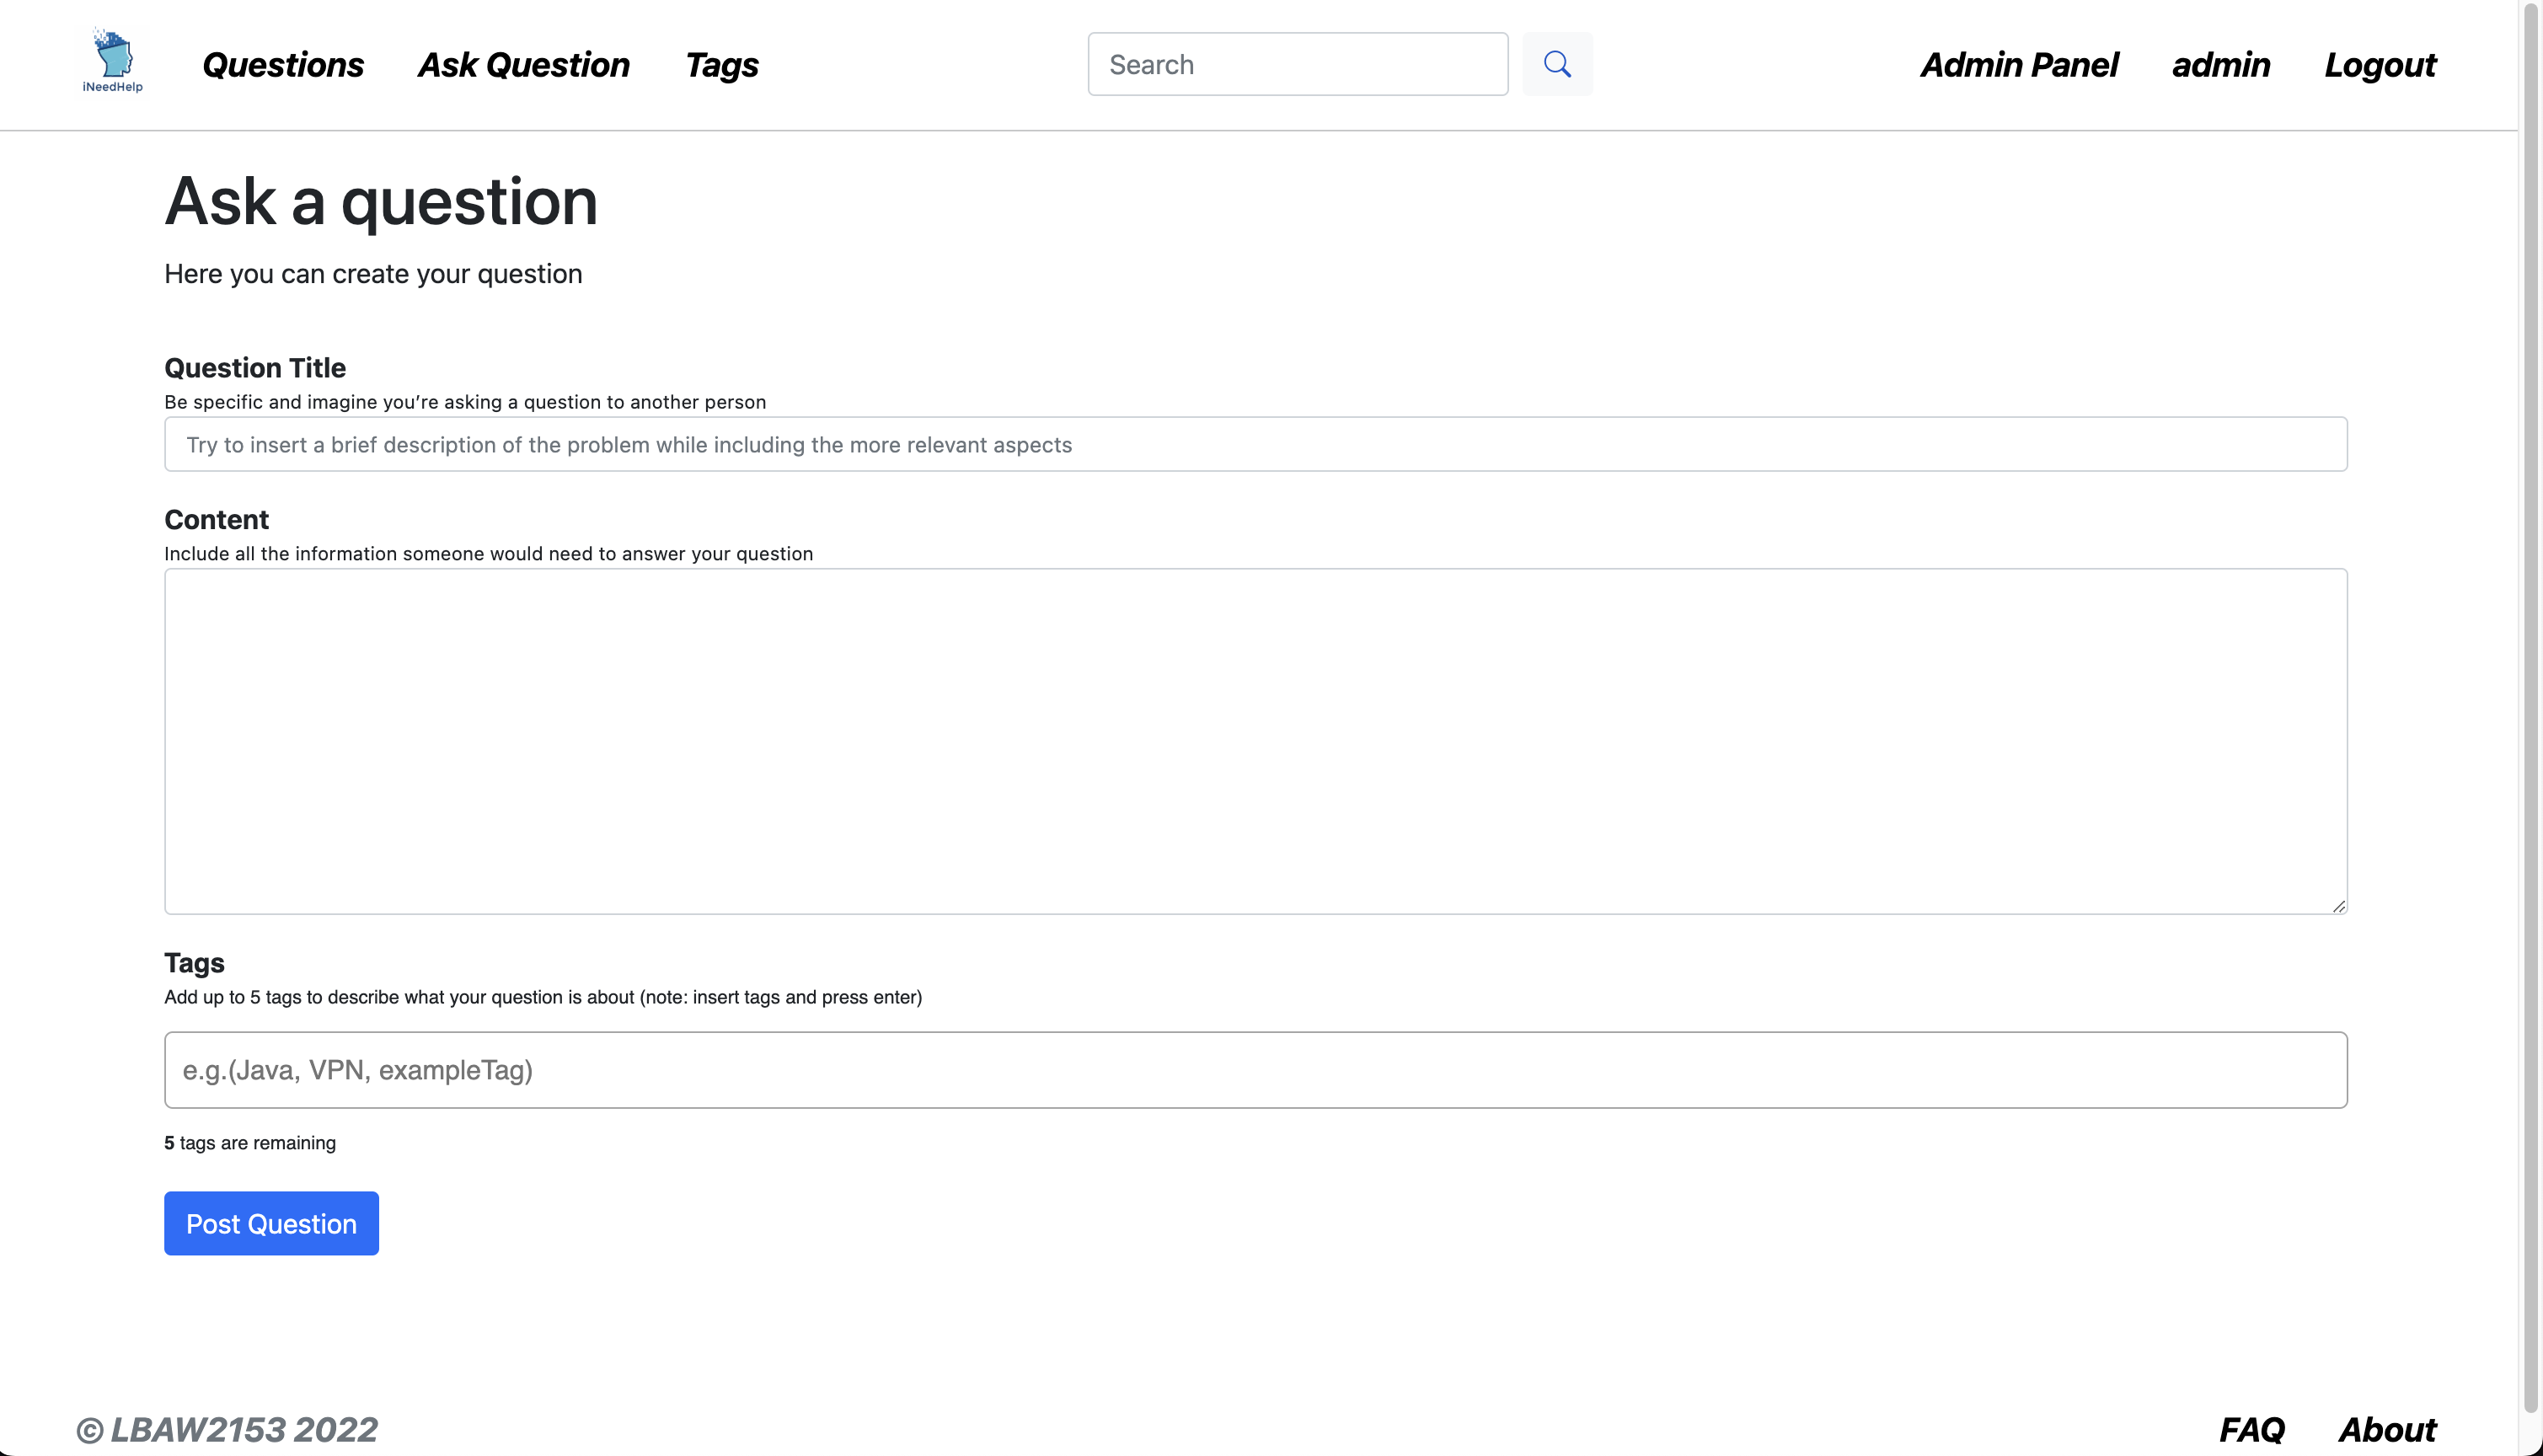 iNeedHelp
Questions Ask Question Tags Search Admin Panel admin Logout
Ask a question
Here you can create your question
Question Title
Be specific and imagine you’re asking a question to another person
Try to insert a brief description of the problem while including the more relevant aspects
Content
Include all the information someone would need to answer your question
Tags
Add up to 5 tags to describe what your question is about (note: insert tags and press enter)
e.g.(Java, VPN, exampleTag)
5 tags are remaining
Post Question
© LBAW2153 2022 FAQ About